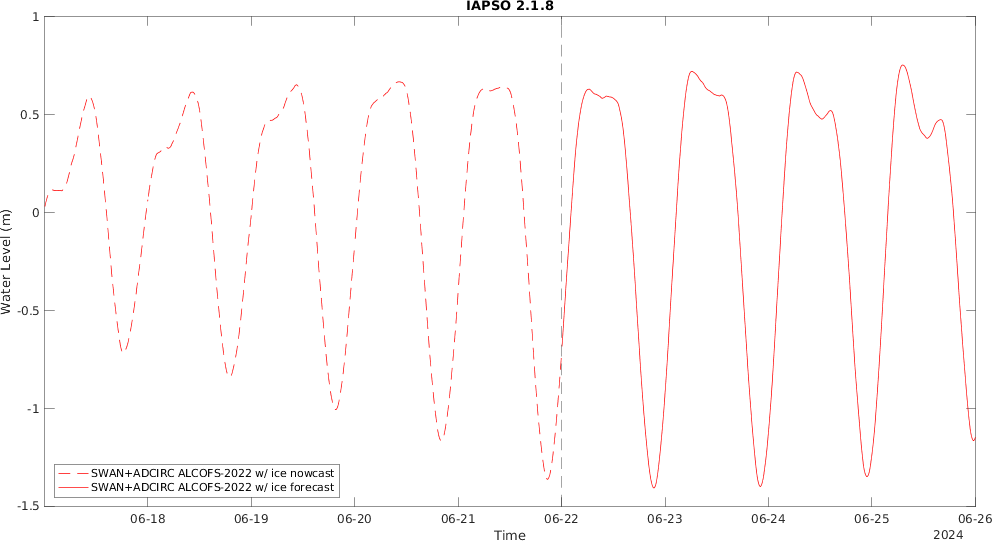 IAPSO 2.1.8
1
0.5
0
-0.5
-1
-1.5
Water Level (m)
SWAN+ADCIRC ALCOFS-2022 w/ ice nowcast
SWAN+ADCIRC ALCOFS-2022 w/ ice forecast
06-18 06-19 06-20 06-21 06-22 06-23 06-24 06-25 06-26
Time
2024